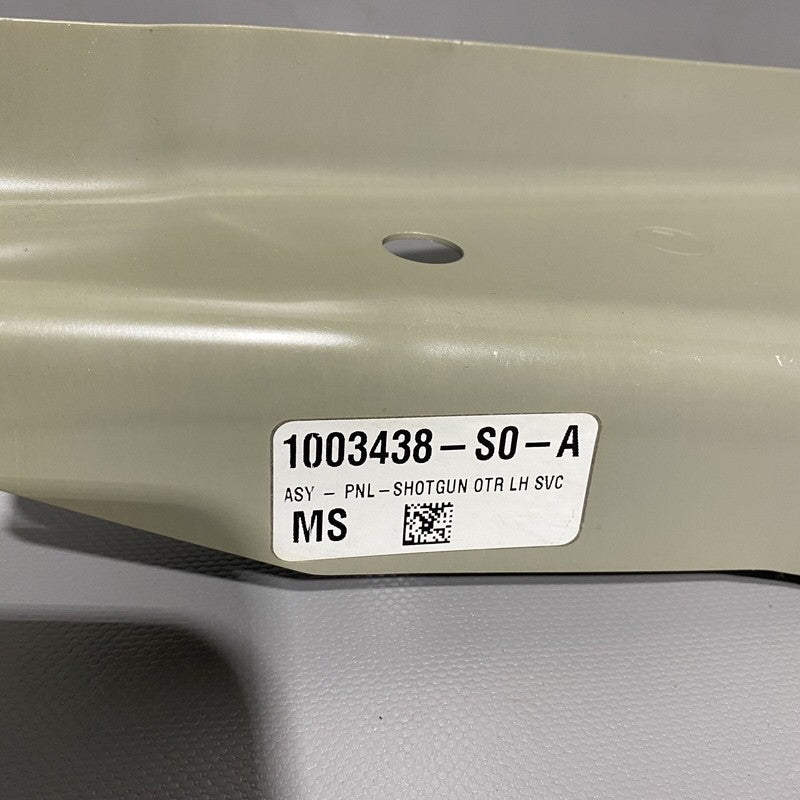 1003438-S0-A
ASY - PNL-SHOTGUN OTR LH SVC
MS